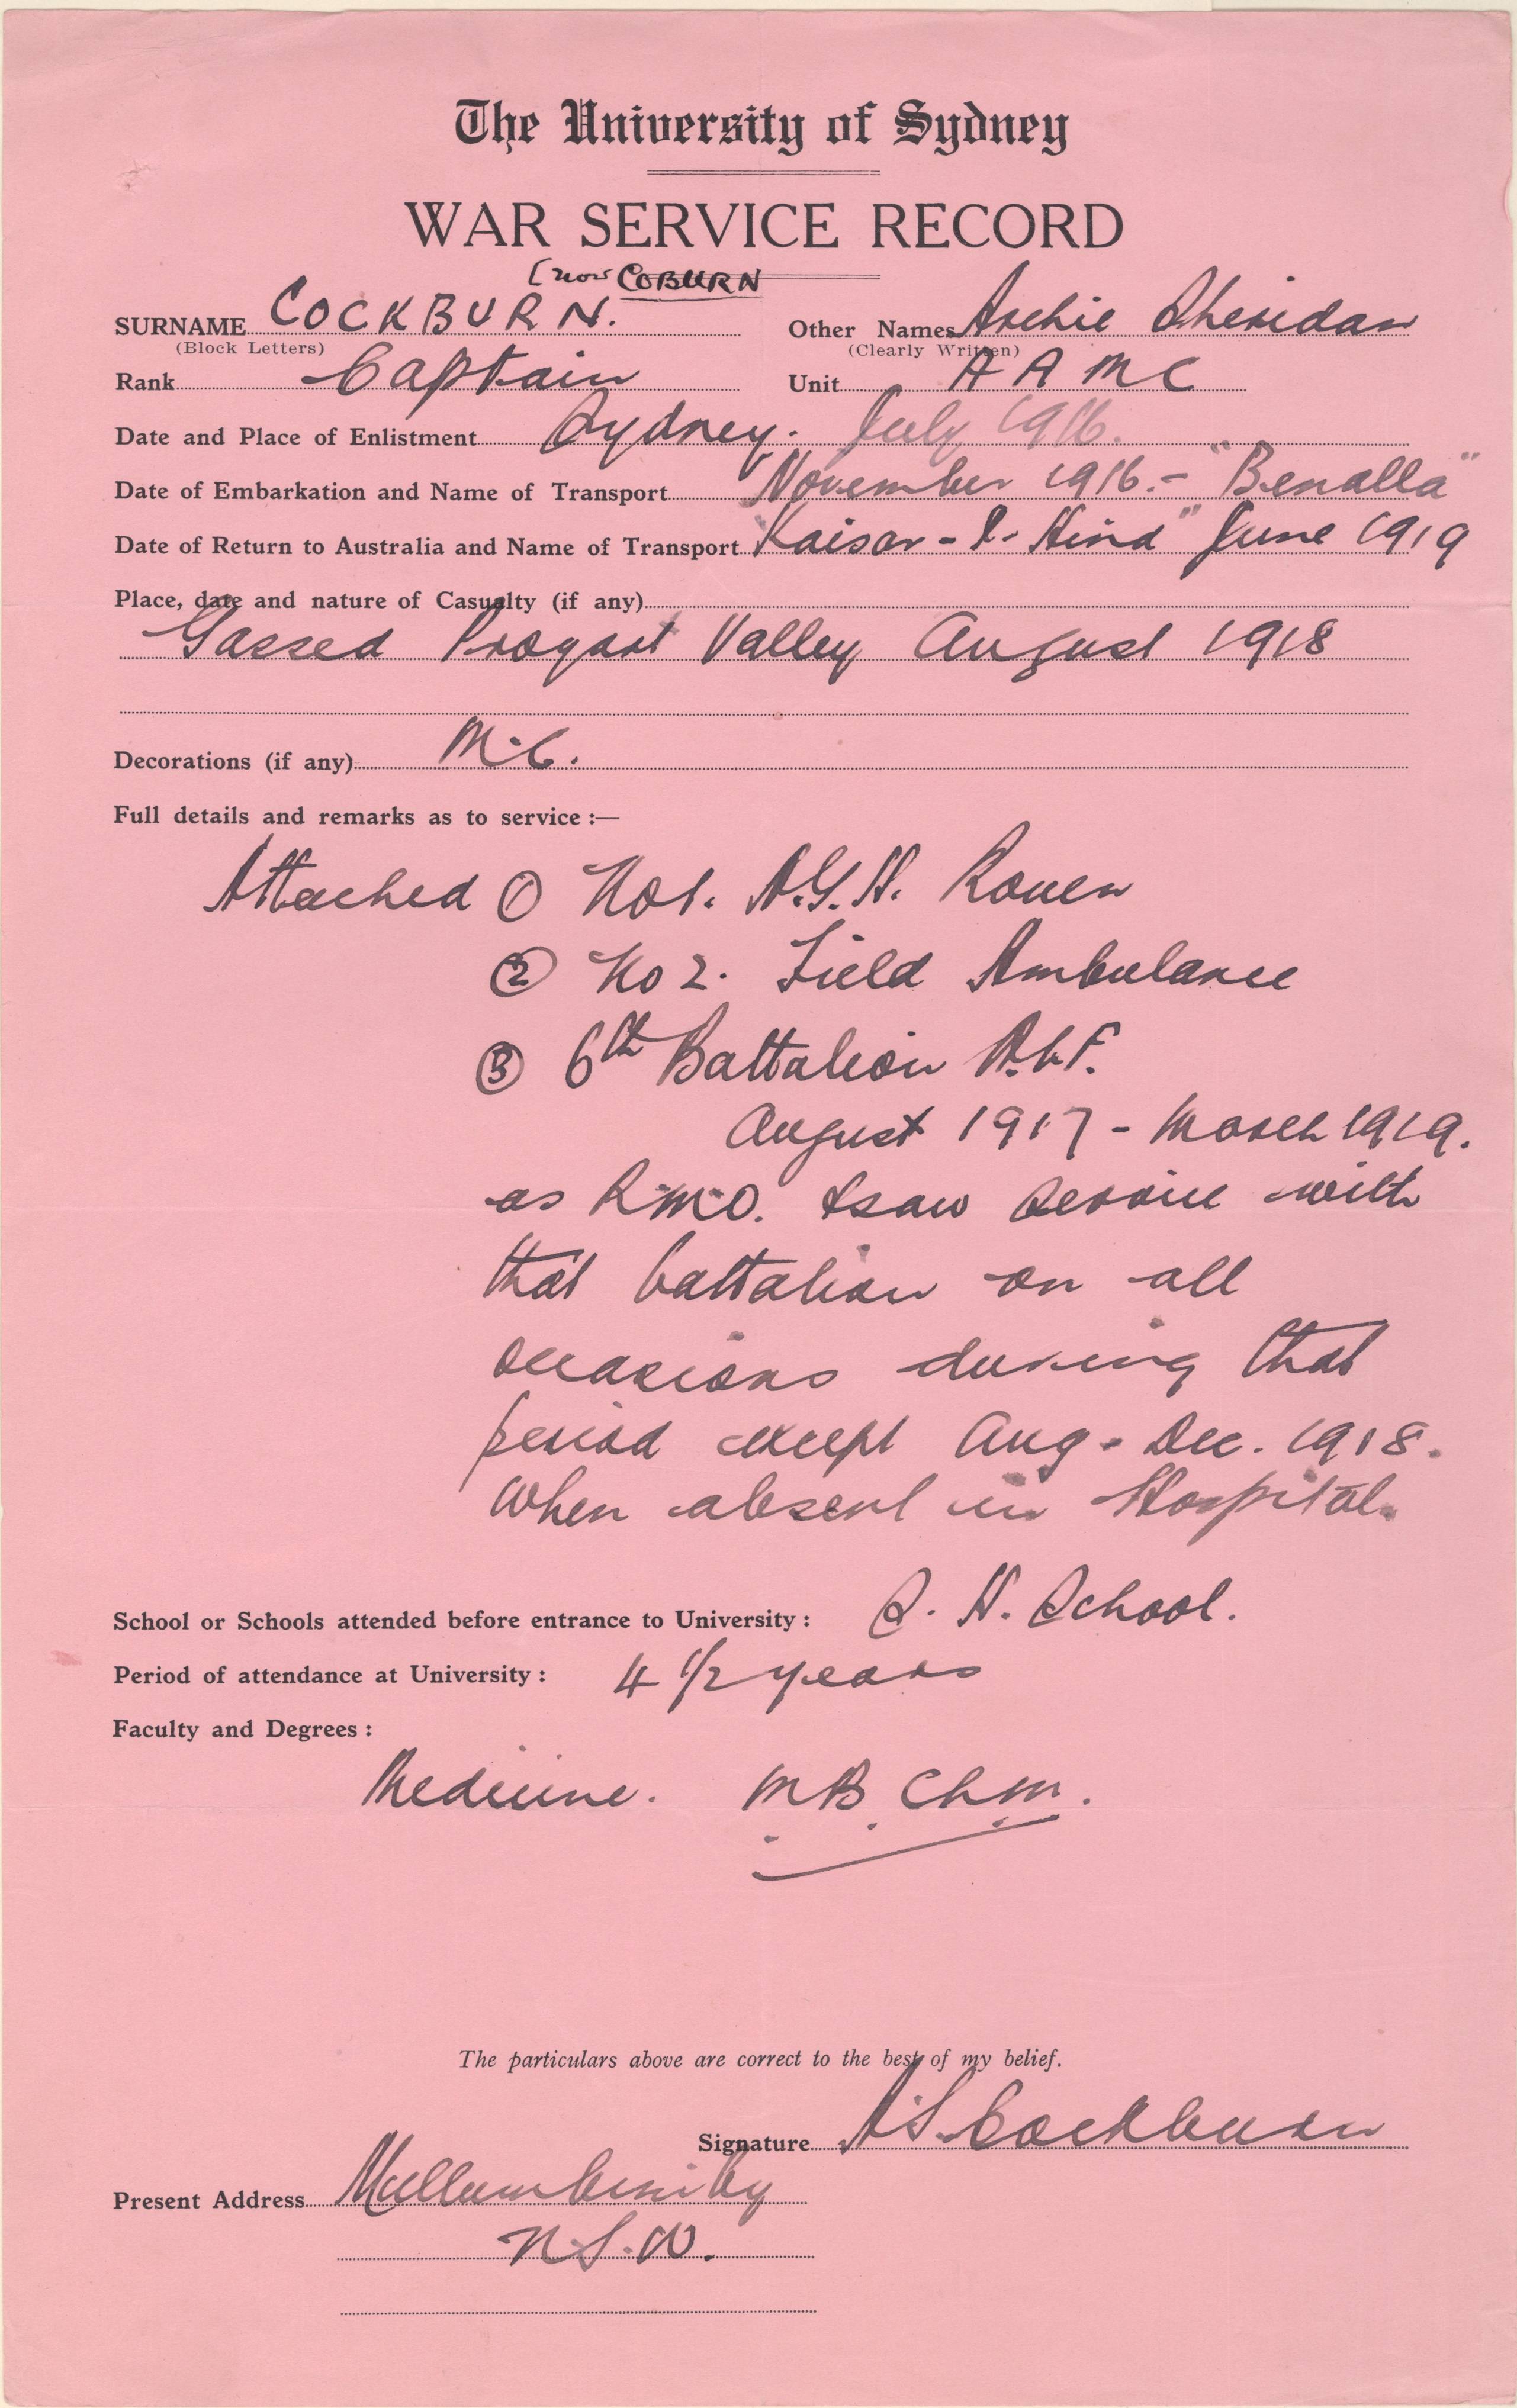 The University of Sydney
WAR SERVICE RECORD
[now COBURN
SURNAME COCKBURN. Other Names Archie Sheridan
(Block Letters) (Clearly Written)
Rank Captain Unit A A M C
Date and Place of Enlistment Sydney. July 1916.
Date of Embarkation and Name of Transport November 1916. - "Benalla"
Date of Return to Australia and Name of Transport "Kaisar-I-Hind" June 1919
Place, date and nature of Casualty (if any)
Gassed Proyart Valley August 1918
Decorations (if any) M.C.
Full details and remarks as to service :—
Attached ① No1. A.G.H. Rouen
② No 2. Field Ambulance
③ 6th Battalion A.I.F.
August 1917 - March 1919.
as R.M.O. & saw service with
that battalion on all
occasions during that
period except Aug - Dec. 1918.
when absent in Hospital.
School or Schools attended before entrance to University : S. H. School.
Period of attendance at University : 4 1/2 years
Faculty and Degrees :
Medicine. M.B. Ch.M.
The particulars above are correct to the best of my belief.
Signature A.S. Cockburn
Present Address Mullumbimby
N.S.W.